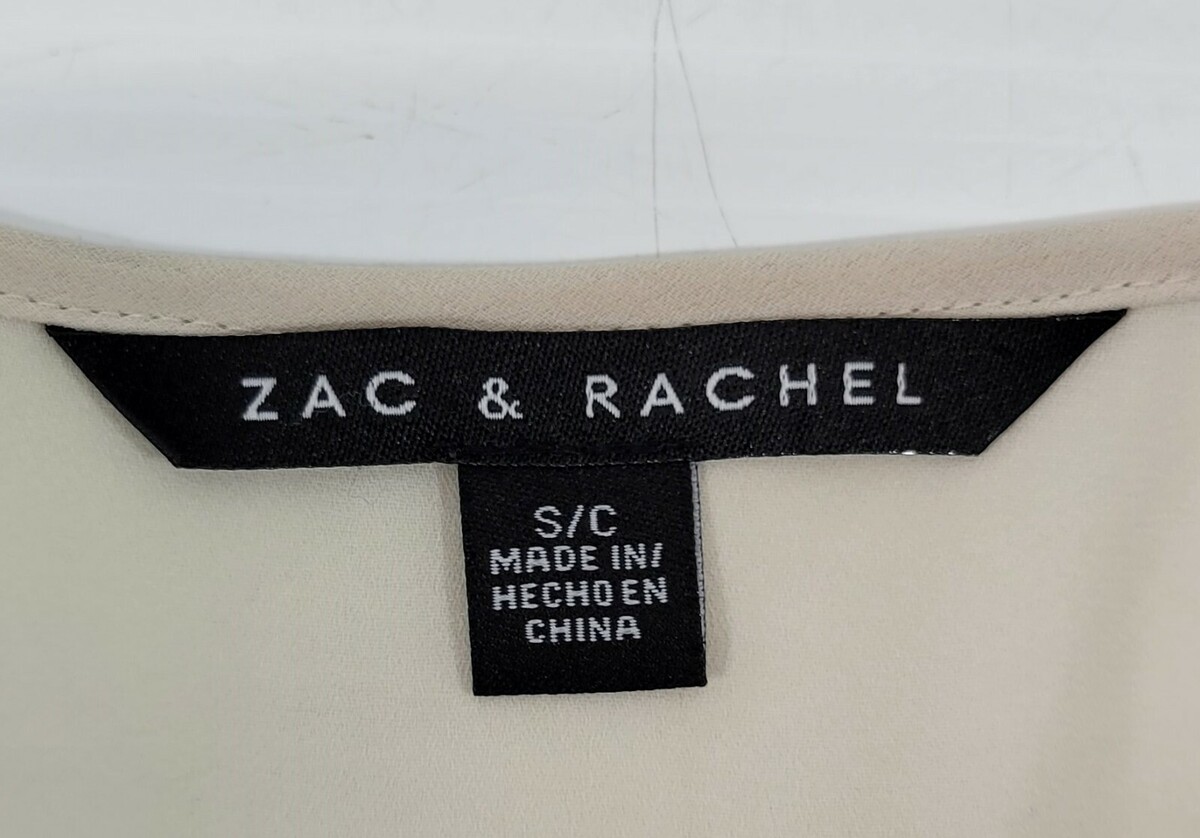 ZAC & RACHEL
S/C
MADE IN/
HECHO EN
CHINA